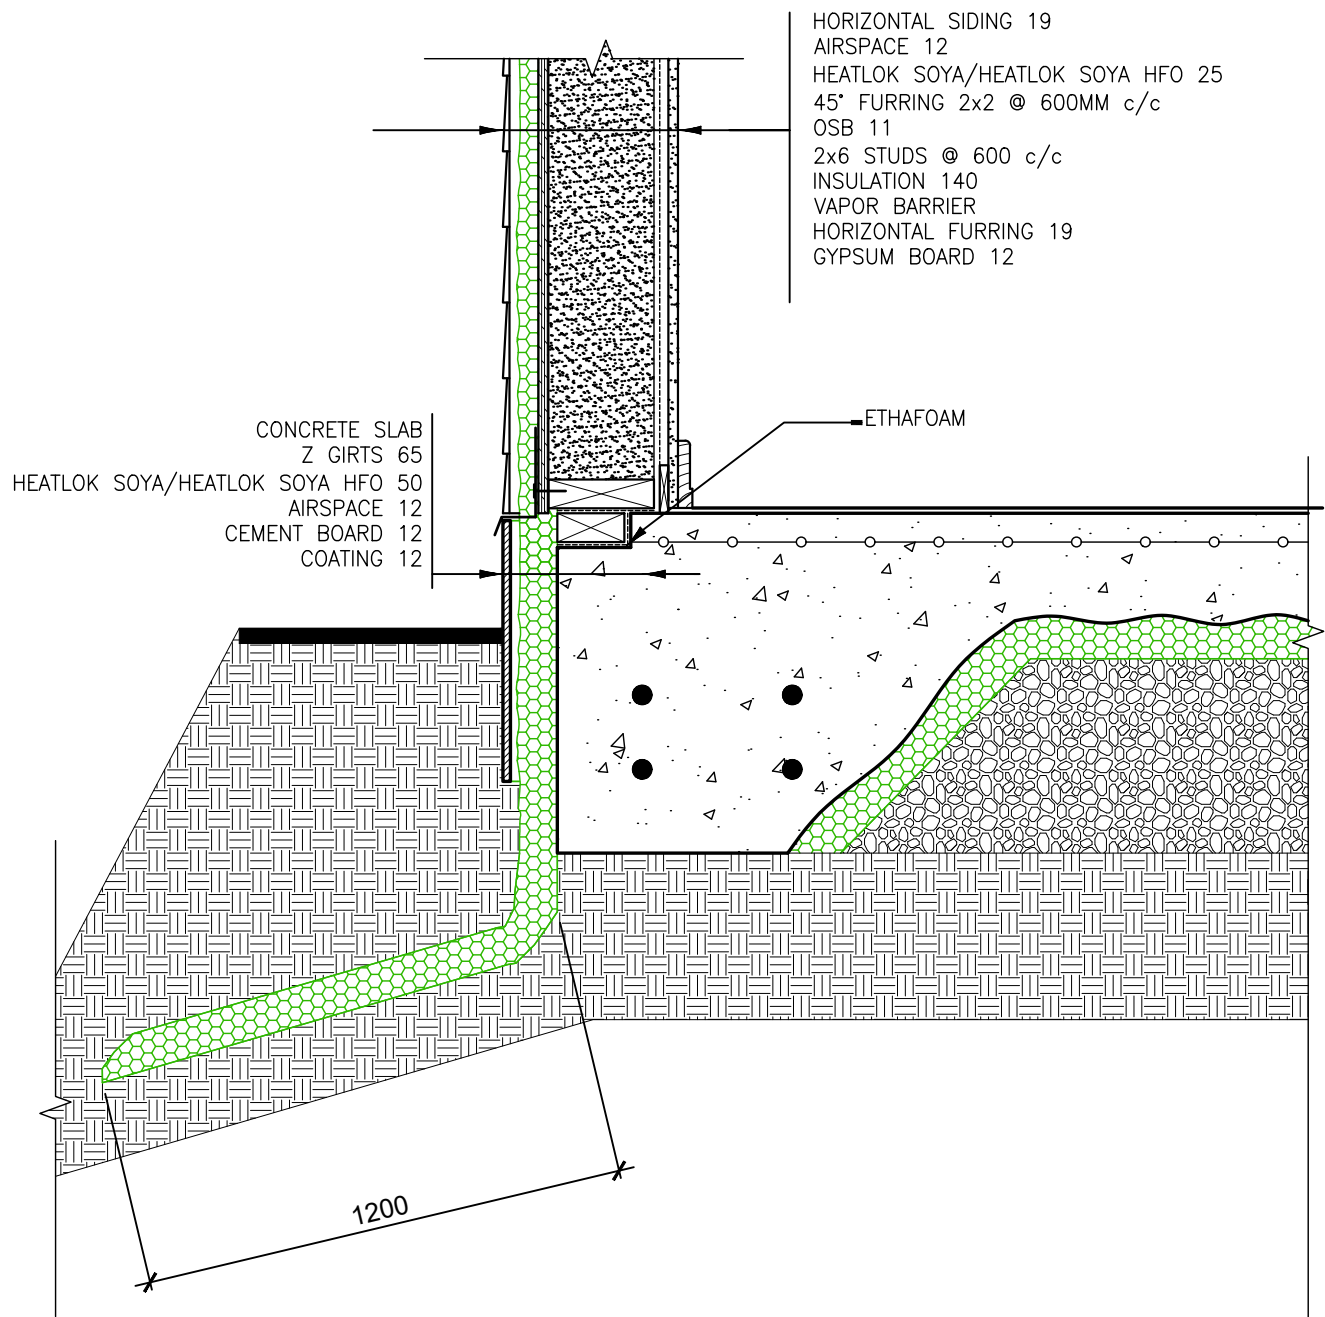 HORIZONTAL SIDING 19
AIRSPACE 12
HEATLOK SOYA/HEATLOK SOYA HFO 25
45° FURRING 2x2 @ 600MM c/c
OSB 11
2x6 STUDS @ 600 c/c
INSULATION 140
VAPOR BARRIER
HORIZONTAL FURRING 19
GYPSUM BOARD 12
ETHAFOAM
CONCRETE SLAB
Z GIRTS 65
HEATLOK SOYA/HEATLOK SOYA HFO 50
AIRSPACE 12
CEMENT BOARD 12
COATING 12
1200